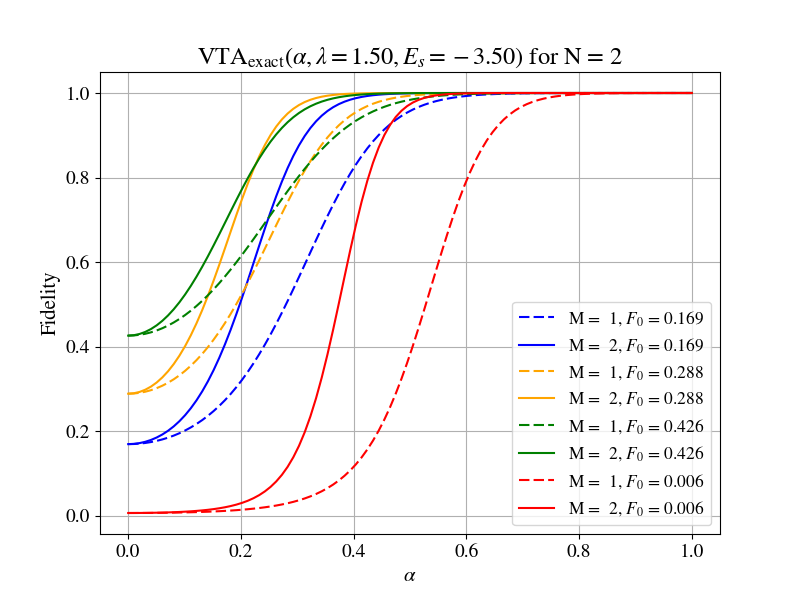 VTA_exact(α, λ = 1.50, E_s = −3.50) for N = 2
Fidelity
1.0
0.8
0.6
0.4
0.2
0.0
M = 1, F_0 = 0.169
M = 2, F_0 = 0.169
M = 1, F_0 = 0.288
M = 2, F_0 = 0.288
M = 1, F_0 = 0.426
M = 2, F_0 = 0.426
M = 1, F_0 = 0.006
M = 2, F_0 = 0.006
0.0 0.2 0.4 0.6 0.8 1.0
α